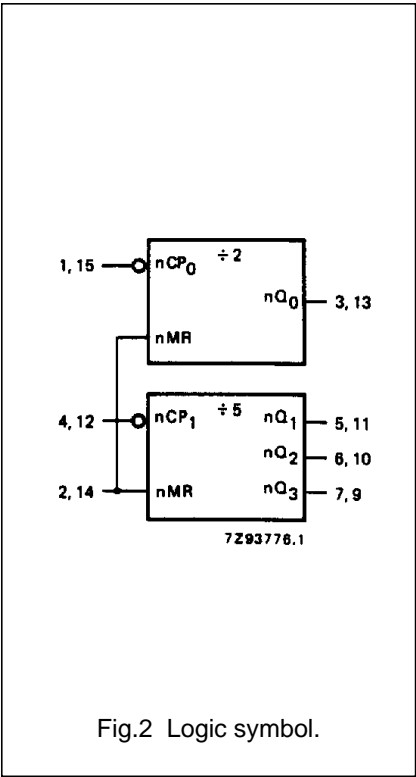 ÷ 2
1, 15 nCP0
nQ0 3, 13
nMR
4, 12 nCP1 ÷ 5 nQ1 5, 11
nQ2 6, 10
2, 14 nMR nQ3 7, 9
7Z93776.1
Fig.2 Logic symbol.